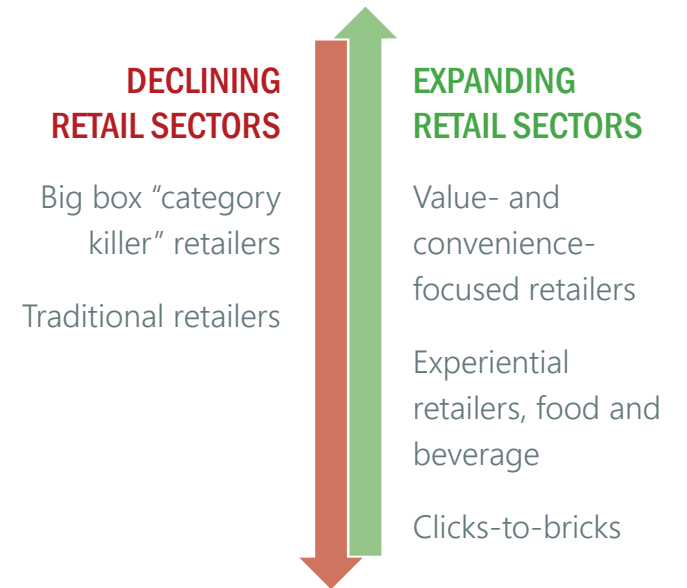 DECLINING
RETAIL SECTORS
Big box “category
killer” retailers
Traditional retailers
EXPANDING
RETAIL SECTORS
Value- and
convenience-
focused retailers
Experiential
retailers, food and
beverage
Clicks-to-bricks